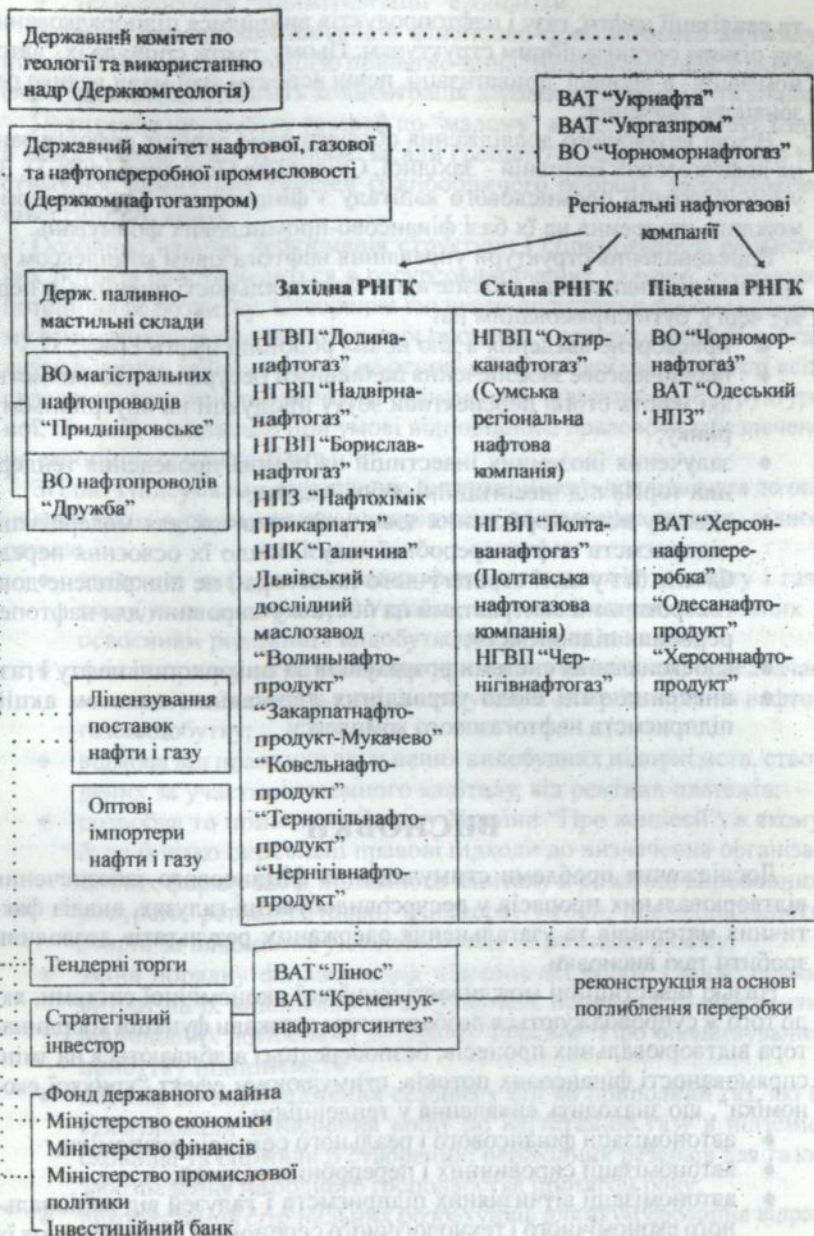 Державний комітет по
геології та використанню
надр (Держкомгеологія)
ВАТ “Укрнафта”
ВАТ “Укргазпром”
ВО “Чорноморнафтогаз”
Державний комітет нафтової, газової
та нафтопереробної промисловості
(Держкомнафтогазпром)
Регіональні нафтогазові
компанії
Держ. паливно-
мастильні склади
ВО магістральних
нафтопроводів
“Придніпровське”
ВО нафтопроводів
“Дружба”
Західна РНГК
НГВП “Долина-
нафтогаз”
НГВП “Надвірна-
нафтогаз”
НГВП “Борислав-
нафтогаз”
НПЗ “Нафтохімік
Прикарпаття”
НПК “Галичина”
Львівський
дослідний
маслозавод
“Волиньнафто-
продукт”
“Закарпатнафто-
продукт-Мукачево”
“Ковельнафто-
продукт”
“Тернопільнафто-
продукт”
“Чернігівнафто-
продукт”
Східна РНГК
НГВП “Охтир-
канафтогаз”
(Сумська
регіональна
нафтова
компанія)
НГВП “Полта-
ванафтогаз”
(Полтавська
нафтогазова
компанія)
НГВП “Чер-
нігівнафтогаз”
Південна РНГК
ВО “Чорномор-
нафтогаз”
ВАТ “Одеський
НПЗ”
ВАТ “Херсон-
нафтопере-
робка”
“Одесанафто-
продукт”
“Херсоннафто-
продукт”
Ліцензування
поставок
нафти і газу
Оптові
імпортери
нафти і газу
Тендерні торги
Стратегічний
інвестор
ВАТ “Лінос”
ВАТ “Кременчук-
нафтаоргсинтез”
реконструкція на основі
поглиблення переробки
Фонд державного майна
Міністерство економіки
Міністерство фінансів
Міністерство промислової
політики
Інвестиційний банк